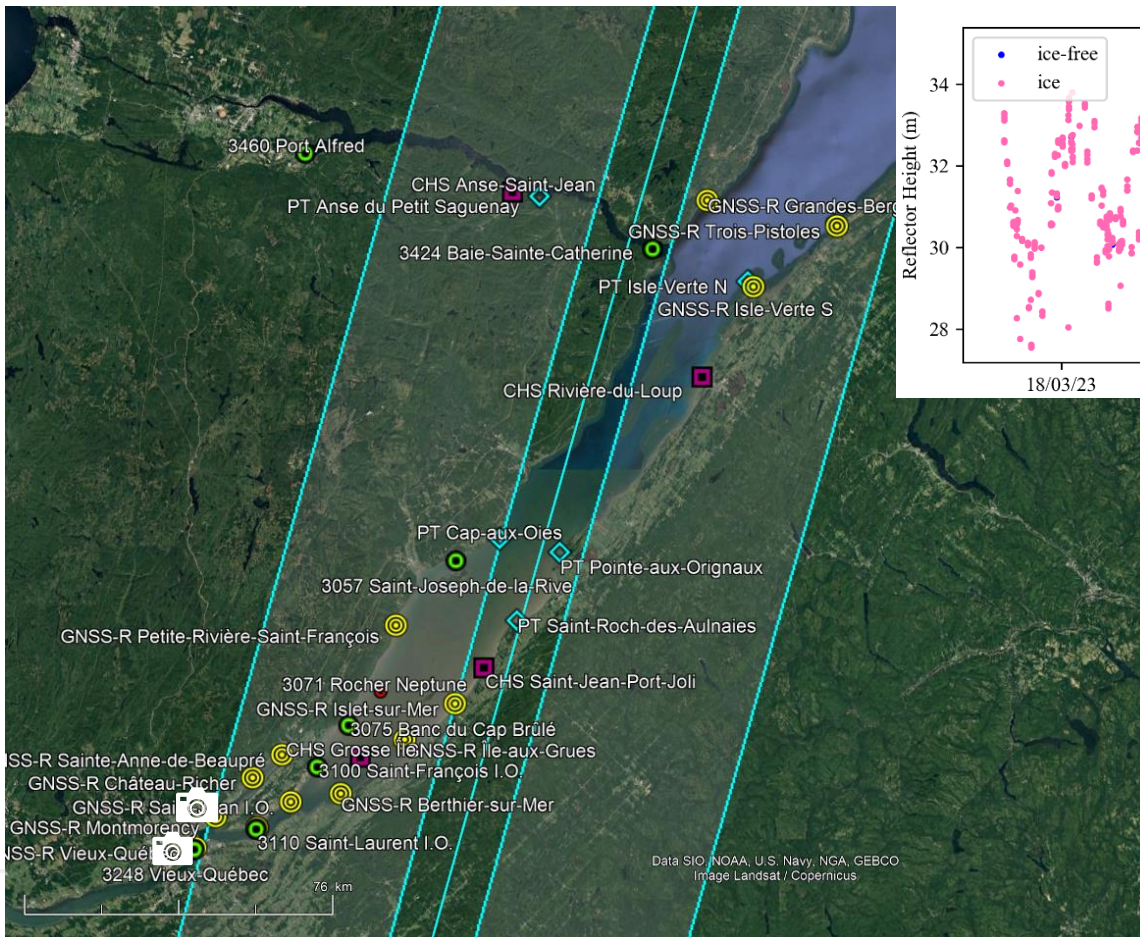 3460 Port Alfred
CHS Anse-Saint-Jean
PT Anse du Petit Saguenay
GNSS-R Grandes-Berg
GNSS-R Trois-Pistoles
3424 Baie-Sainte-Catherine
PT Isle-Verte N
GNSS-R Isle-Verte S
CHS Rivière-du-Loup
PT Cap-aux-Oies
PT Pointe-aux-Orignaux
3057 Saint-Joseph-de-la-Rive
PT Saint-Roch-des-Aulnaies
GNSS-R Petite-Rivière-Saint-François
3071 Rocher Neptune
CHS Saint-Jean-Port-Joli
GNSS-R Islet-sur-Mer
3075 Banc du Cap Brûlé
NSS-R Sainte-Anne-de-Beaupré
CHS Grosse Île
GNSS-R Île-aux-Grues
3100 Saint-François I.O.
GNSS-R Château-Richer
GNSS-R I.O.
GNSS-R Berthier-sur-Mer
GNSS-R Montmorency
3110 Saint-Laurent I.O.
NSS-R Vieux-Québec
3248 Vieux-Québec
76 km
Data SIO, NOAA, U.S. Navy, NGA, GEBCO
Image Landsat / Copernicus
ice-free
ice
Reflector Height (m)
34
32
30
28
18/03/23